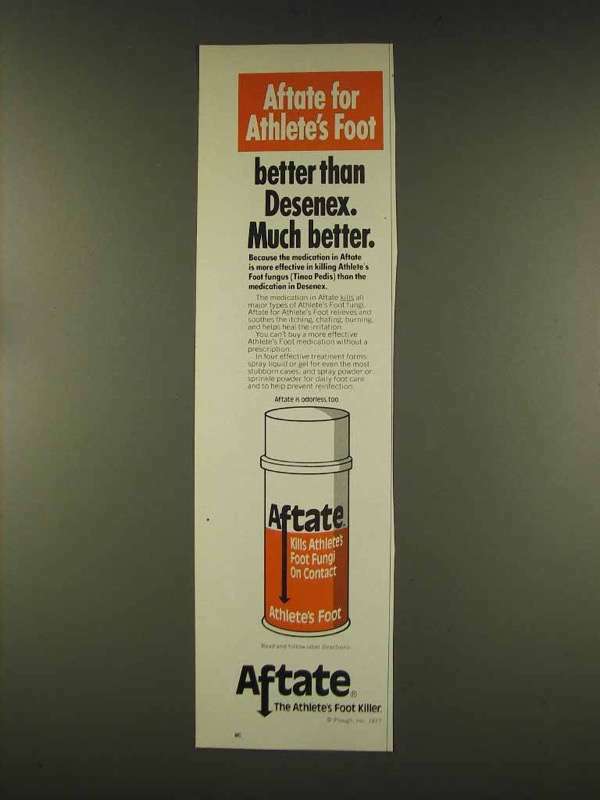 Aftate for
Athlete's Foot
better than
Desenex.
Much better.
Because the medication in Aftate
is more effective in killing Athlete's
Foot fungus (Tinea Pedis) than the
medication in Desenex.
The medication in Aftate kills all
major types of Athlete's Foot fungi.
Aftate for Athlete's Foot relieves and
soothes the itching, chafing, burning,
and helps heal the irritation.
You can't buy a more effective
Athlete's Foot medication without a
prescription.
In four effective treatment forms:
spray liquid or gel for even the most
stubborn cases; and spray powder or
sprinkle powder for daily foot care
and to help prevent reinfection.
Aftate is odorless too.
Aftate
Kills Athlete's
Foot Fungi
On Contact
Athlete's Foot
Read and follow label directions.
Aftate®
The Athlete's Foot Killer.
© Plough, Inc. 1977